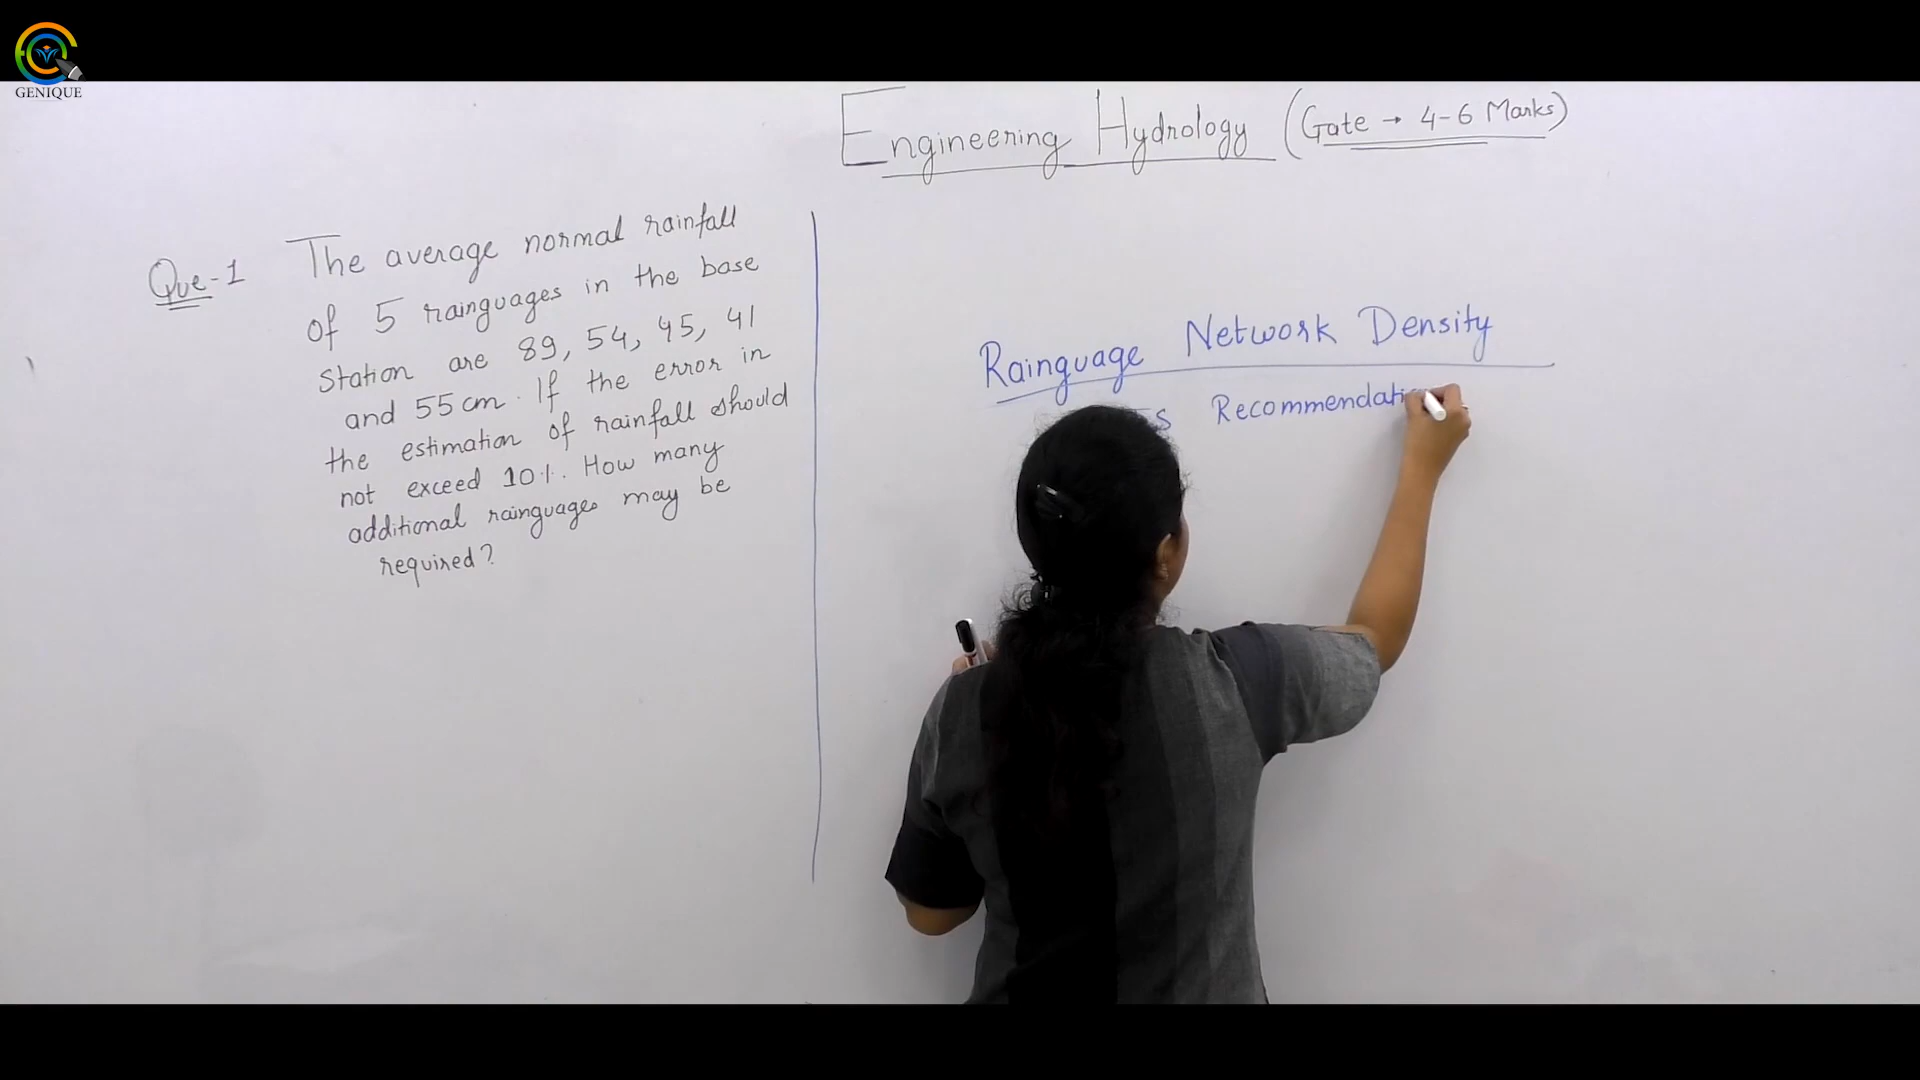 GENIQUE
Engineering Hydrology (Gate → 4-6 Marks)
Que-1 The average normal rainfall
of 5 rainguages in the base
station are 89, 54, 45, 41
and 55 cm. If the error in
the estimation of rainfall should
not exceed 10%. How many
additional rainguages may be
required?
Rainguage Network Density
Recommendation